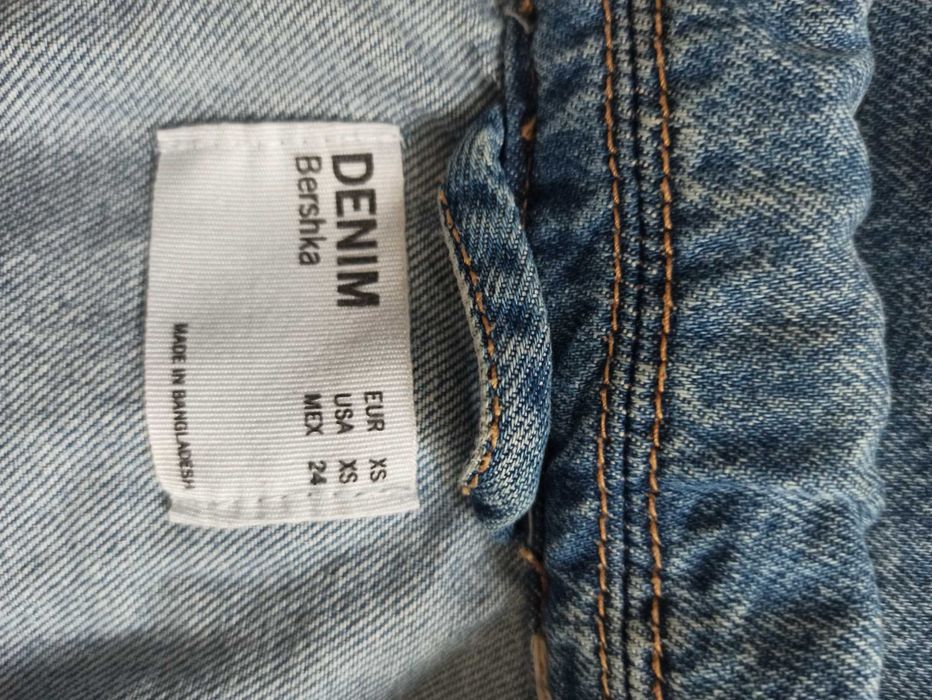 DENIM
Bershka
EUR XS
USA XS
MEX 24
MADE IN BANGLADESH